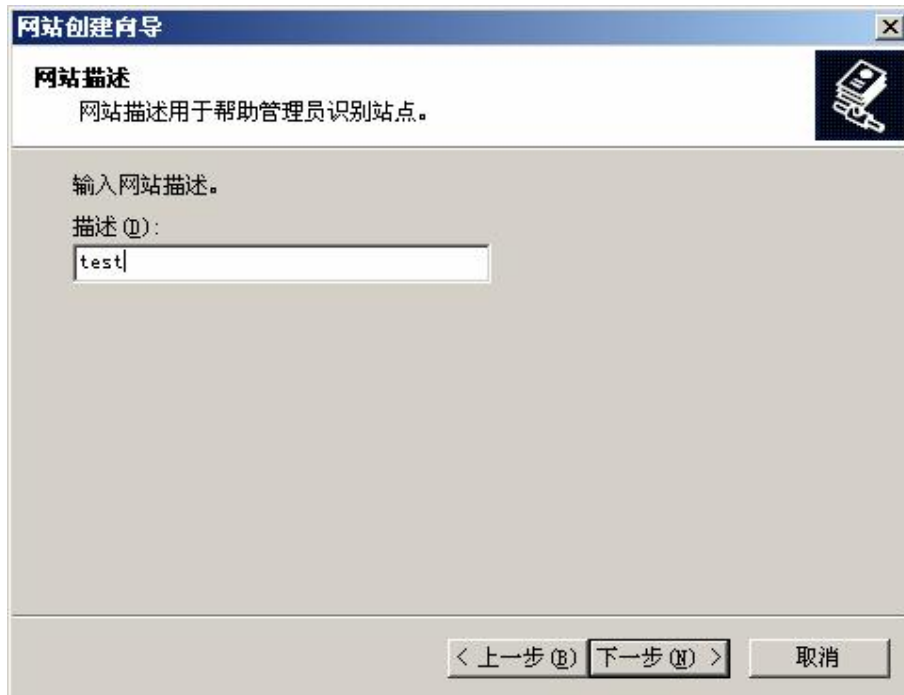 网站创建向导
网站描述
网站描述用于帮助管理员识别站点。
输入网站描述。
描述(D):
test
< 上一步(B) 下一步(N) > 取消